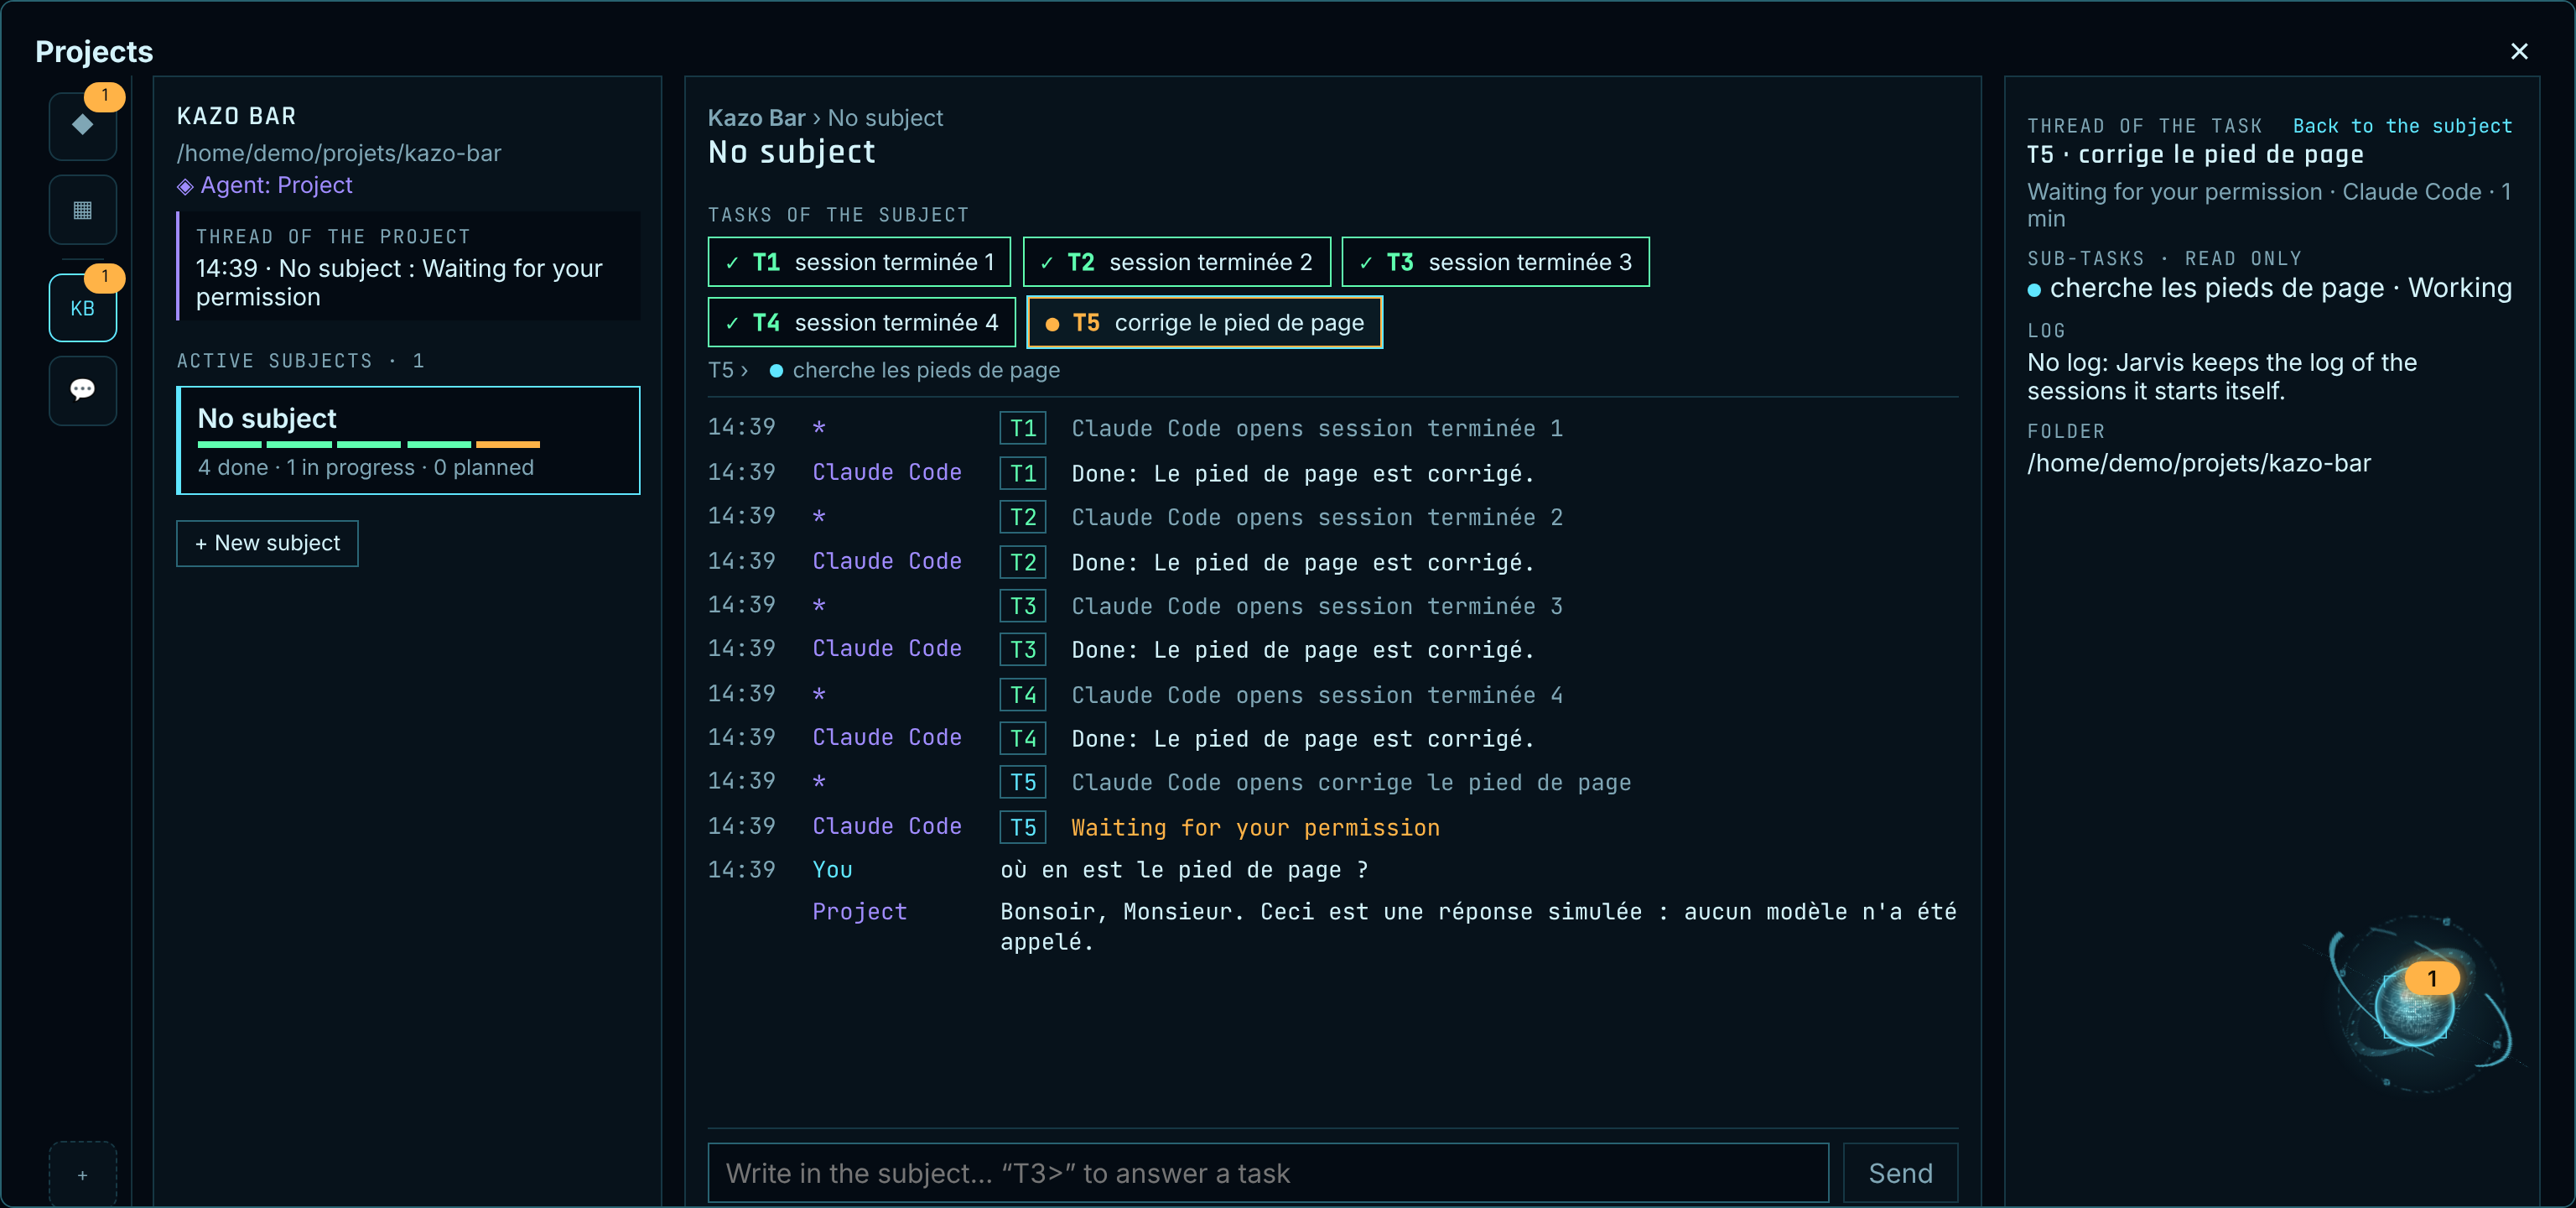 Projects
✕
1
1
KB
+
KAZO BAR
/home/demo/projets/kazo-bar
◈ Agent: Project
THREAD OF THE PROJECT
14:39 · No subject : Waiting for your
permission
ACTIVE SUBJECTS · 1
No subject
4 done · 1 in progress · 0 planned
+ New subject
Kazo Bar › No subject
No subject
TASKS OF THE SUBJECT
✓ T1 session terminée 1
✓ T2 session terminée 2
✓ T3 session terminée 3
✓ T4 session terminée 4
● T5 corrige le pied de page
T5 › ● cherche les pieds de page
14:39 * T1 Claude Code opens session terminée 1
14:39 Claude Code T1 Done: Le pied de page est corrigé.
14:39 * T2 Claude Code opens session terminée 2
14:39 Claude Code T2 Done: Le pied de page est corrigé.
14:39 * T3 Claude Code opens session terminée 3
14:39 Claude Code T3 Done: Le pied de page est corrigé.
14:39 * T4 Claude Code opens session terminée 4
14:39 Claude Code T4 Done: Le pied de page est corrigé.
14:39 * T5 Claude Code opens corrige le pied de page
14:39 Claude Code T5 Waiting for your permission
14:39 You où en est le pied de page ?
Project Bonsoir, Monsieur. Ceci est une réponse simulée : aucun modèle n'a été
appelé.
Write in the subject… “T3>” to answer a task
Send
THREAD OF THE TASK Back to the subject
T5 · corrige le pied de page
Waiting for your permission · Claude Code · 1
min
SUB-TASKS · READ ONLY
● cherche les pieds de page · Working
LOG
No log: Jarvis keeps the log of the
sessions it starts itself.
FOLDER
/home/demo/projets/kazo-bar
1